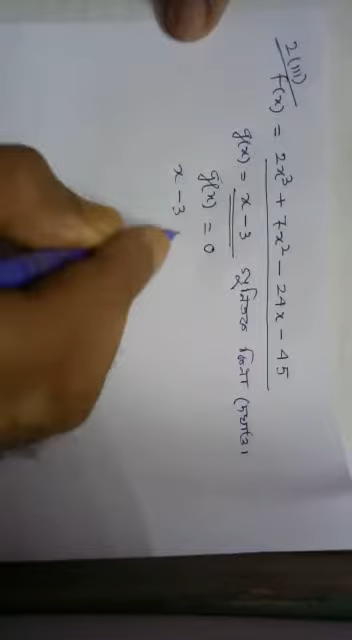 2(iii)
f(x) = 2x³ + 7x² - 24x - 45
g(x) = x - 3
g(x) = 0
x - 3